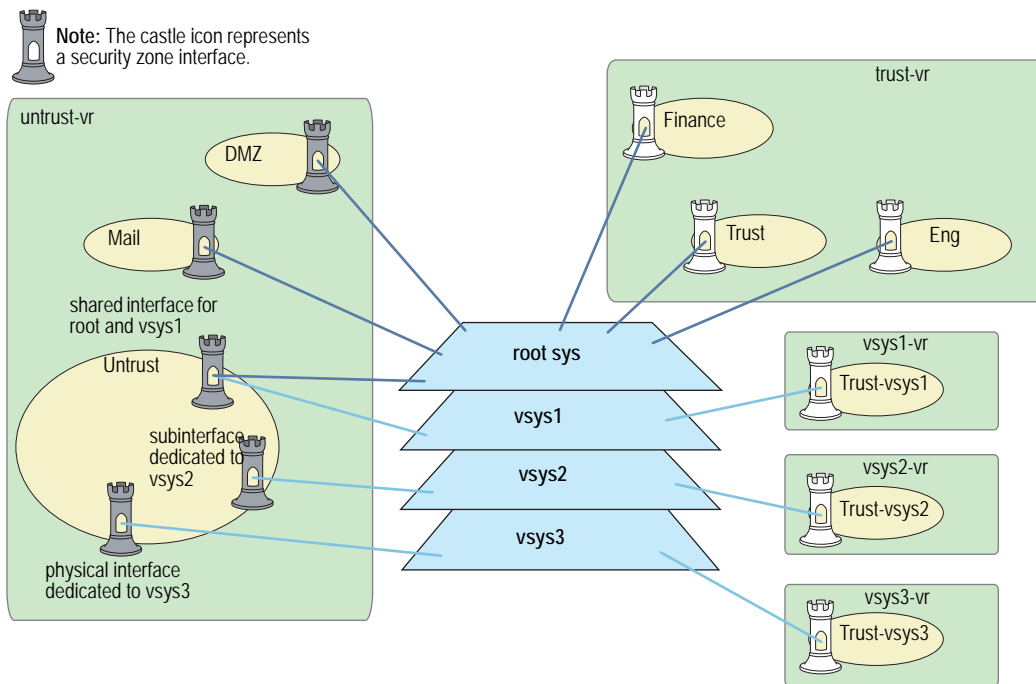 Note: The castle icon represents
a security zone interface.
untrust-vr
DMZ
Mail
shared interface for
root and vsys1
Untrust
subinterface
dedicated to
vsys2
physical interface
dedicated to vsys3
root sys
vsys1
vsys2
vsys3
trust-vr
Finance
Trust
Eng
vsys1-vr
Trust-vsys1
vsys2-vr
Trust-vsys2
vsys3-vr
Trust-vsys3